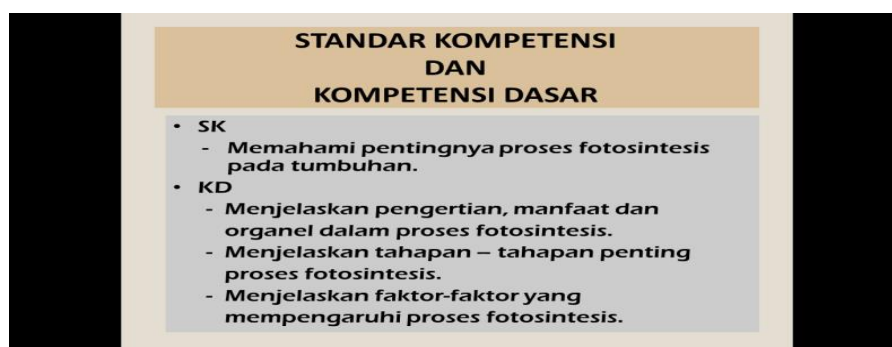 STANDAR KOMPETENSI
DAN
KOMPETENSI DASAR
• SK
- Memahami pentingnya proses fotosintesis
pada tumbuhan.
• KD
- Menjelaskan pengertian, manfaat dan
organel dalam proses fotosintesis.
- Menjelaskan tahapan – tahapan penting
proses fotosintesis.
- Menjelaskan faktor-faktor yang
mempengaruhi proses fotosintesis.